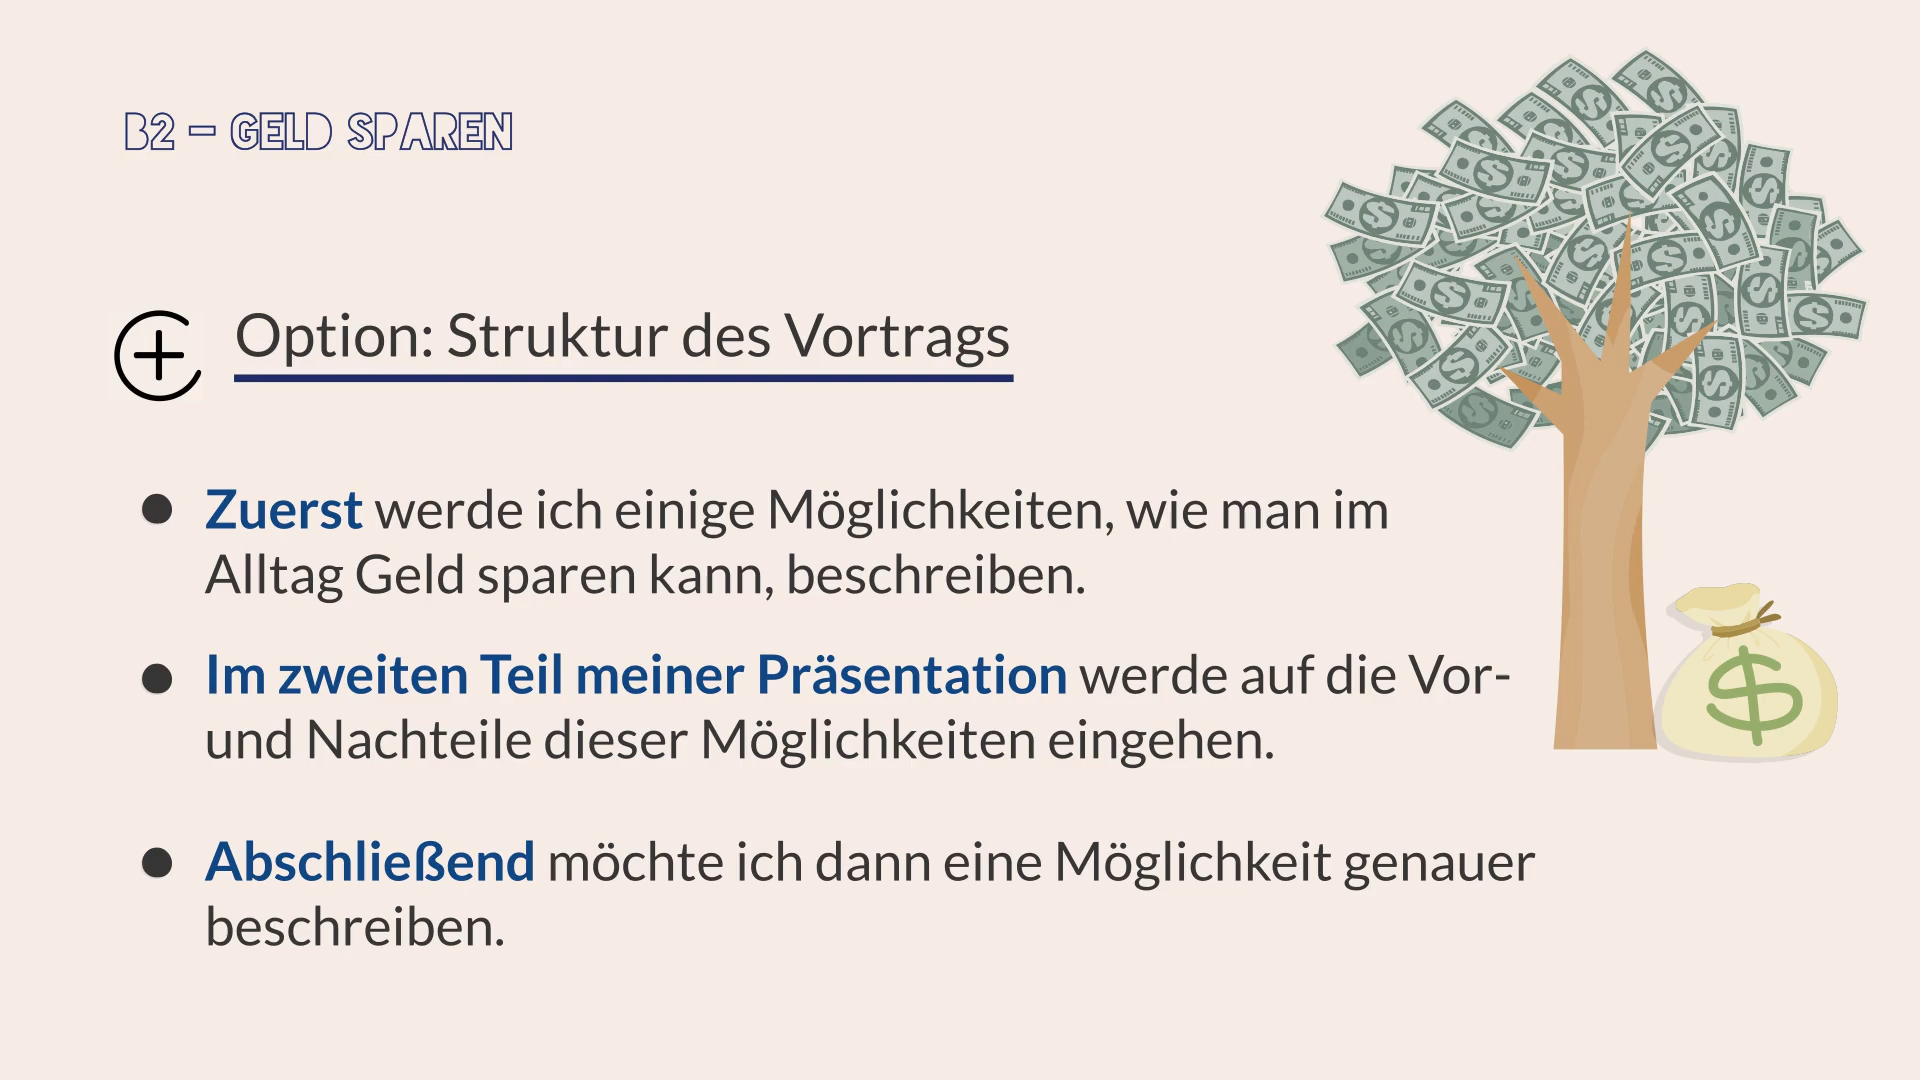 B2 – GELD SPAREN
Option: Struktur des Vortrags
● Zuerst werde ich einige Möglichkeiten, wie man im
Alltag Geld sparen kann, beschreiben.
● Im zweiten Teil meiner Präsentation werde auf die Vor-
und Nachteile dieser Möglichkeiten eingehen.
● Abschließend möchte ich dann eine Möglichkeit genauer
beschreiben.